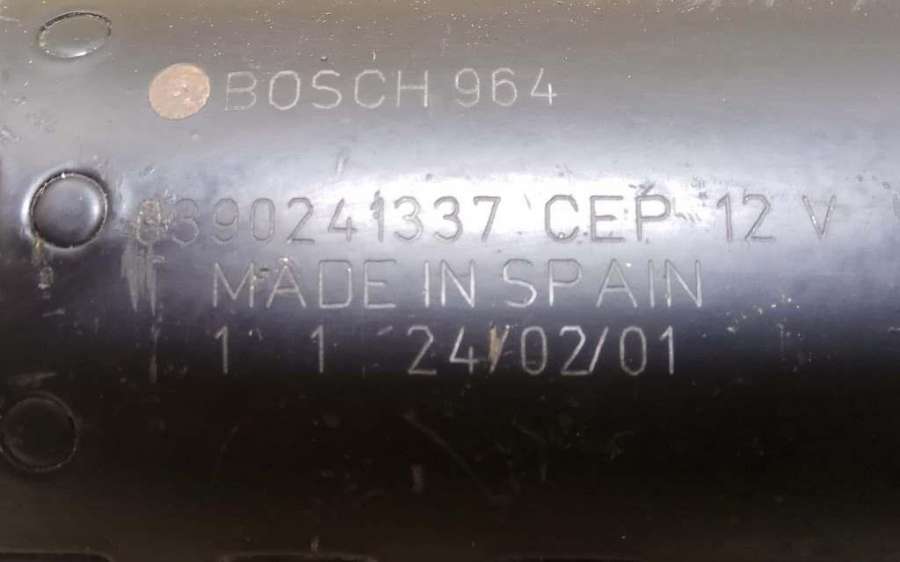 BOSCH 964
0390241337 CEP 12 V
MADE IN SPAIN
1 1 24/02/01